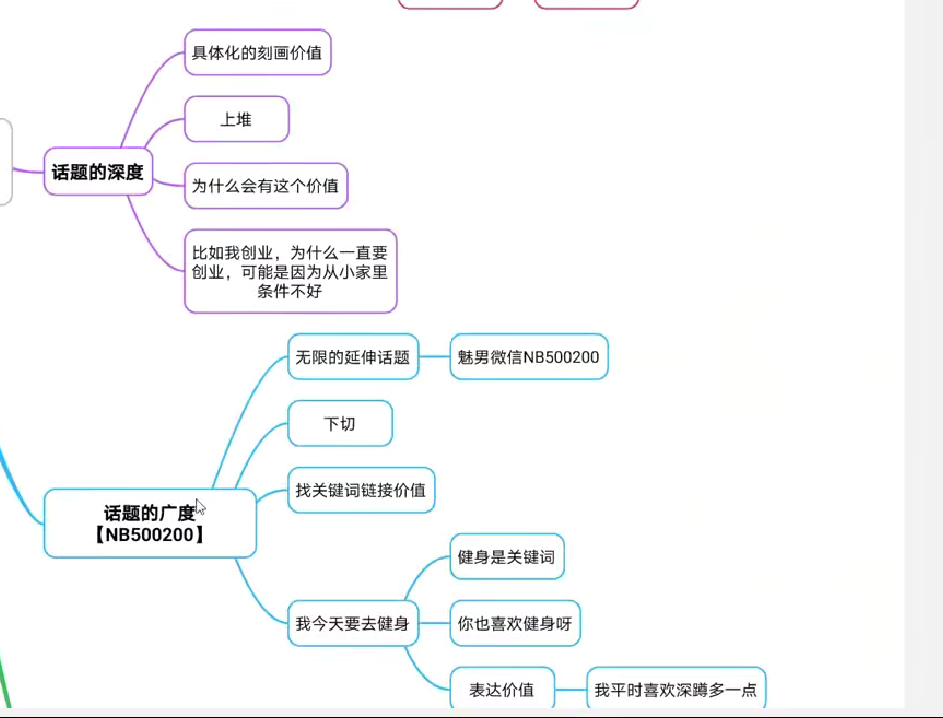 具体化的刻画价值
上堆
话题的深度
为什么会有这个价值
比如我创业，为什么一直要
创业，可能是因为从小家里
条件不好
无限的延伸话题
魅男微信NB500200
下切
找关键词链接价值
话题的广度
【NB500200】
健身是关键词
我今天要去健身
你也喜欢健身呀
表达价值
我平时喜欢深蹲多一点